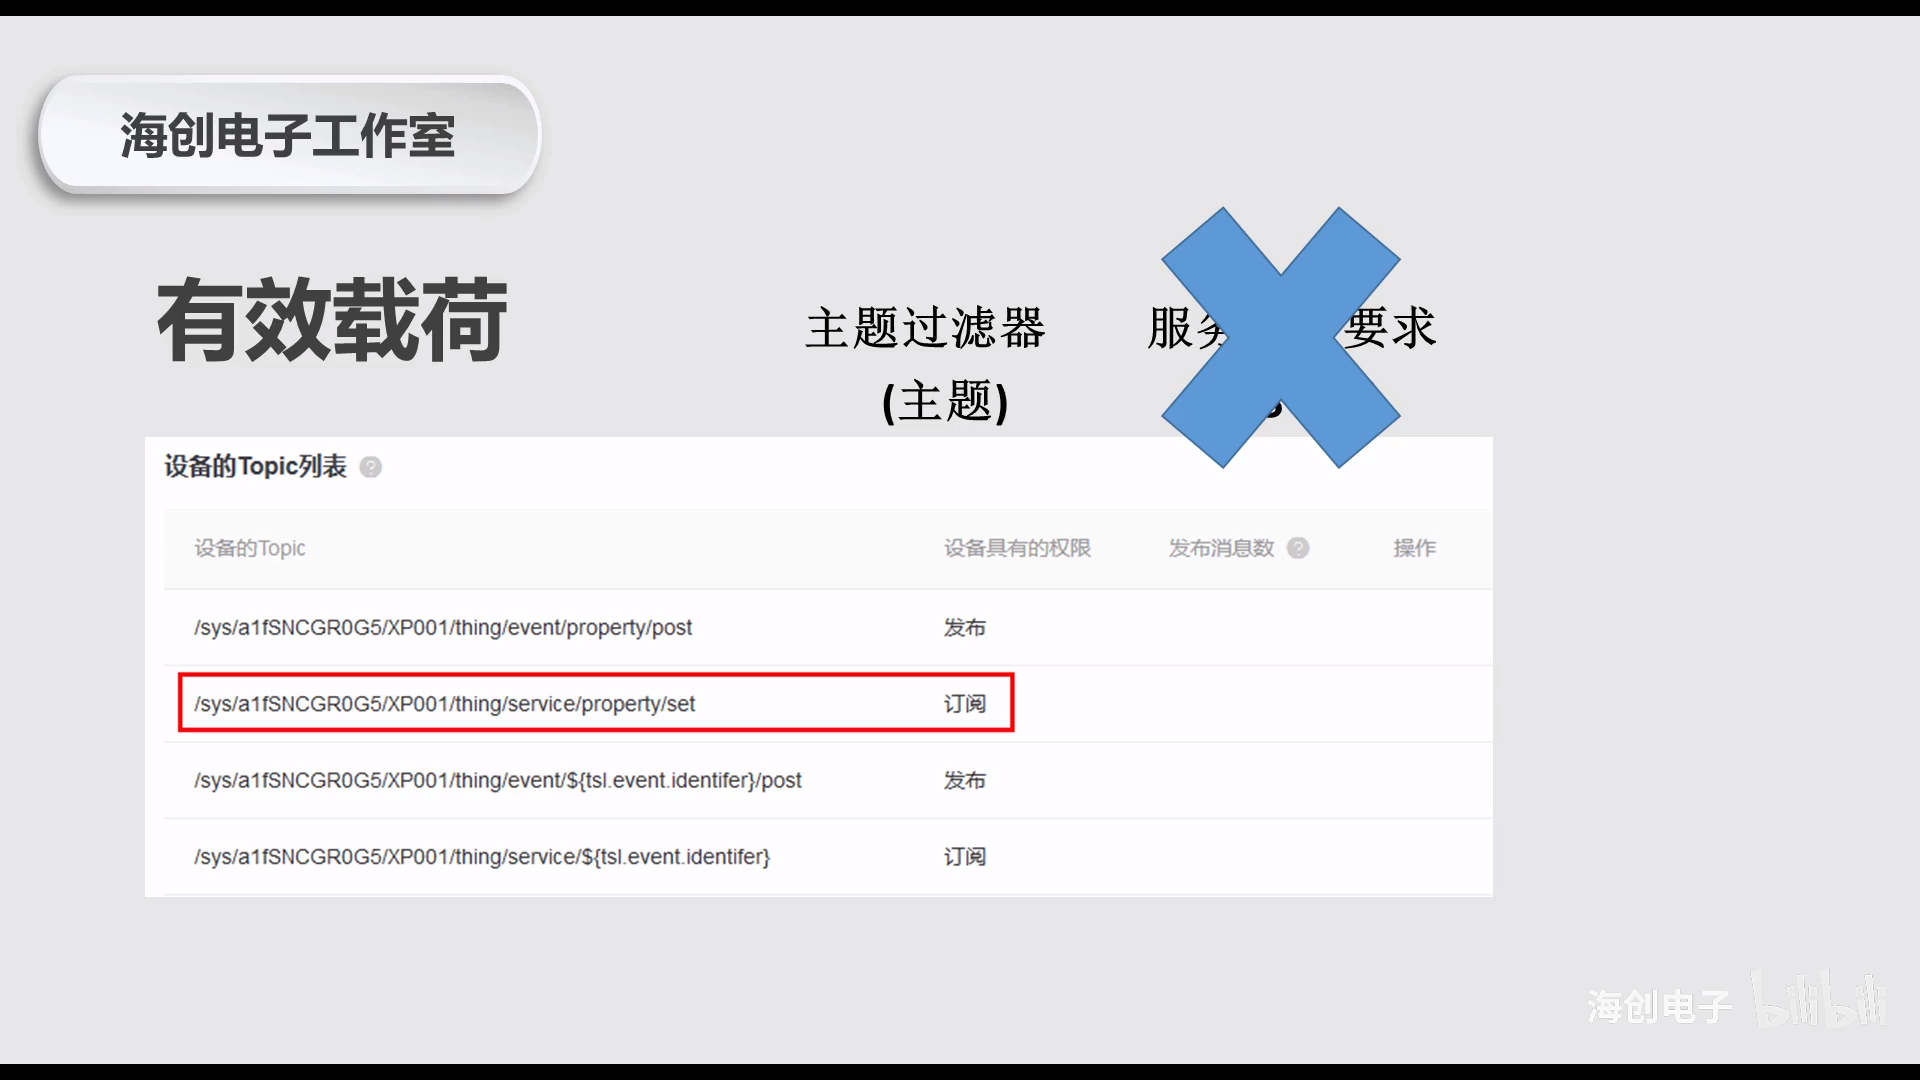 海创电子工作室
有效载荷
主题过滤器
服 要求
(主题)
设备的Topic列表
设备的Topic 设备具有的权限 发布消息数 操作
/sys/a1fSNCGR0G5/XP001/thing/event/property/post 发布
/sys/a1fSNCGR0G5/XP001/thing/service/property/set 订阅
/sys/a1fSNCGR0G5/XP001/thing/event/${tsl.event.identifer}/post 发布
/sys/a1fSNCGR0G5/XP001/thing/service/${tsl.event.identifer} 订阅
海创电子 bilibili